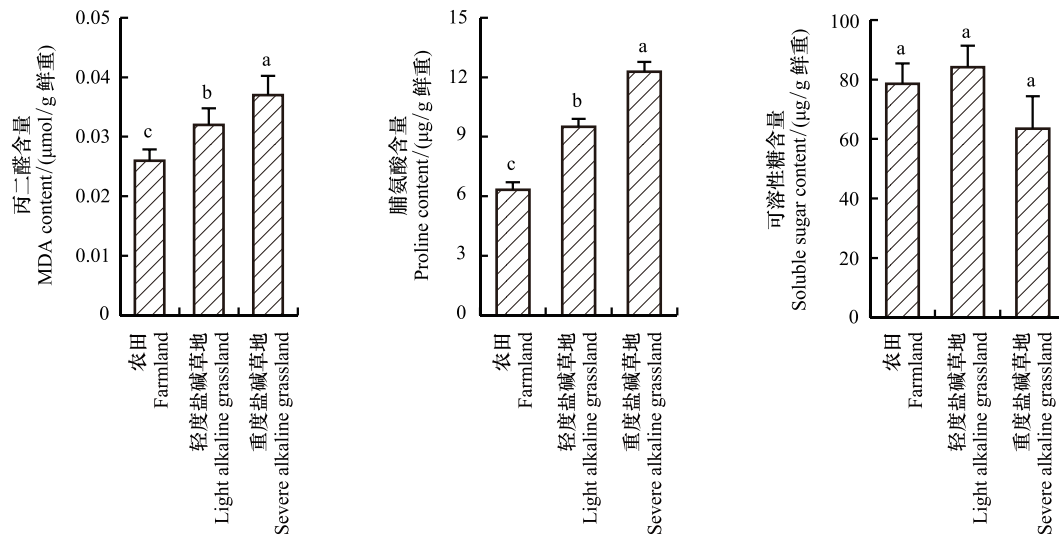 丙二醛含量
MDA content/(μmol/g 鲜重)
0.05
0.04
0.03
0.02
0.01
0
c
b
a
农田
Farmland
轻度盐碱草地
Light alkaline grassland
重度盐碱草地
Severe alkaline grassland
脯氨酸含量
Proline content/(μg/g 鲜重)
15
12
9
6
3
0
c
b
a
农田
Farmland
轻度盐碱草地
Light alkaline grassland
重度盐碱草地
Severe alkaline grassland
可溶性糖含量
Soluble sugar content/(μg/g 鲜重)
100
80
60
40
20
0
a
a
a
农田
Farmland
轻度盐碱草地
Light alkaline grassland
重度盐碱草地
Severe alkaline grassland